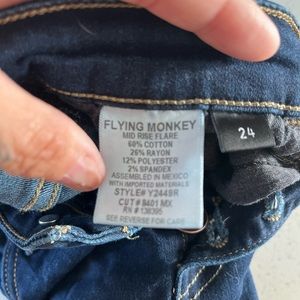 FLYING MONKEY
MID RISE FLARE
60% COTTON
26% RAYON
12% POLYESTER
2% SPANDEX
ASSEMBLED IN MEXICO
WITH IMPORTED MATERIALS
STYLE# Y2449R
CUT# 8401 MX
RN # 138395
SEE REVERSE FOR CARE
24